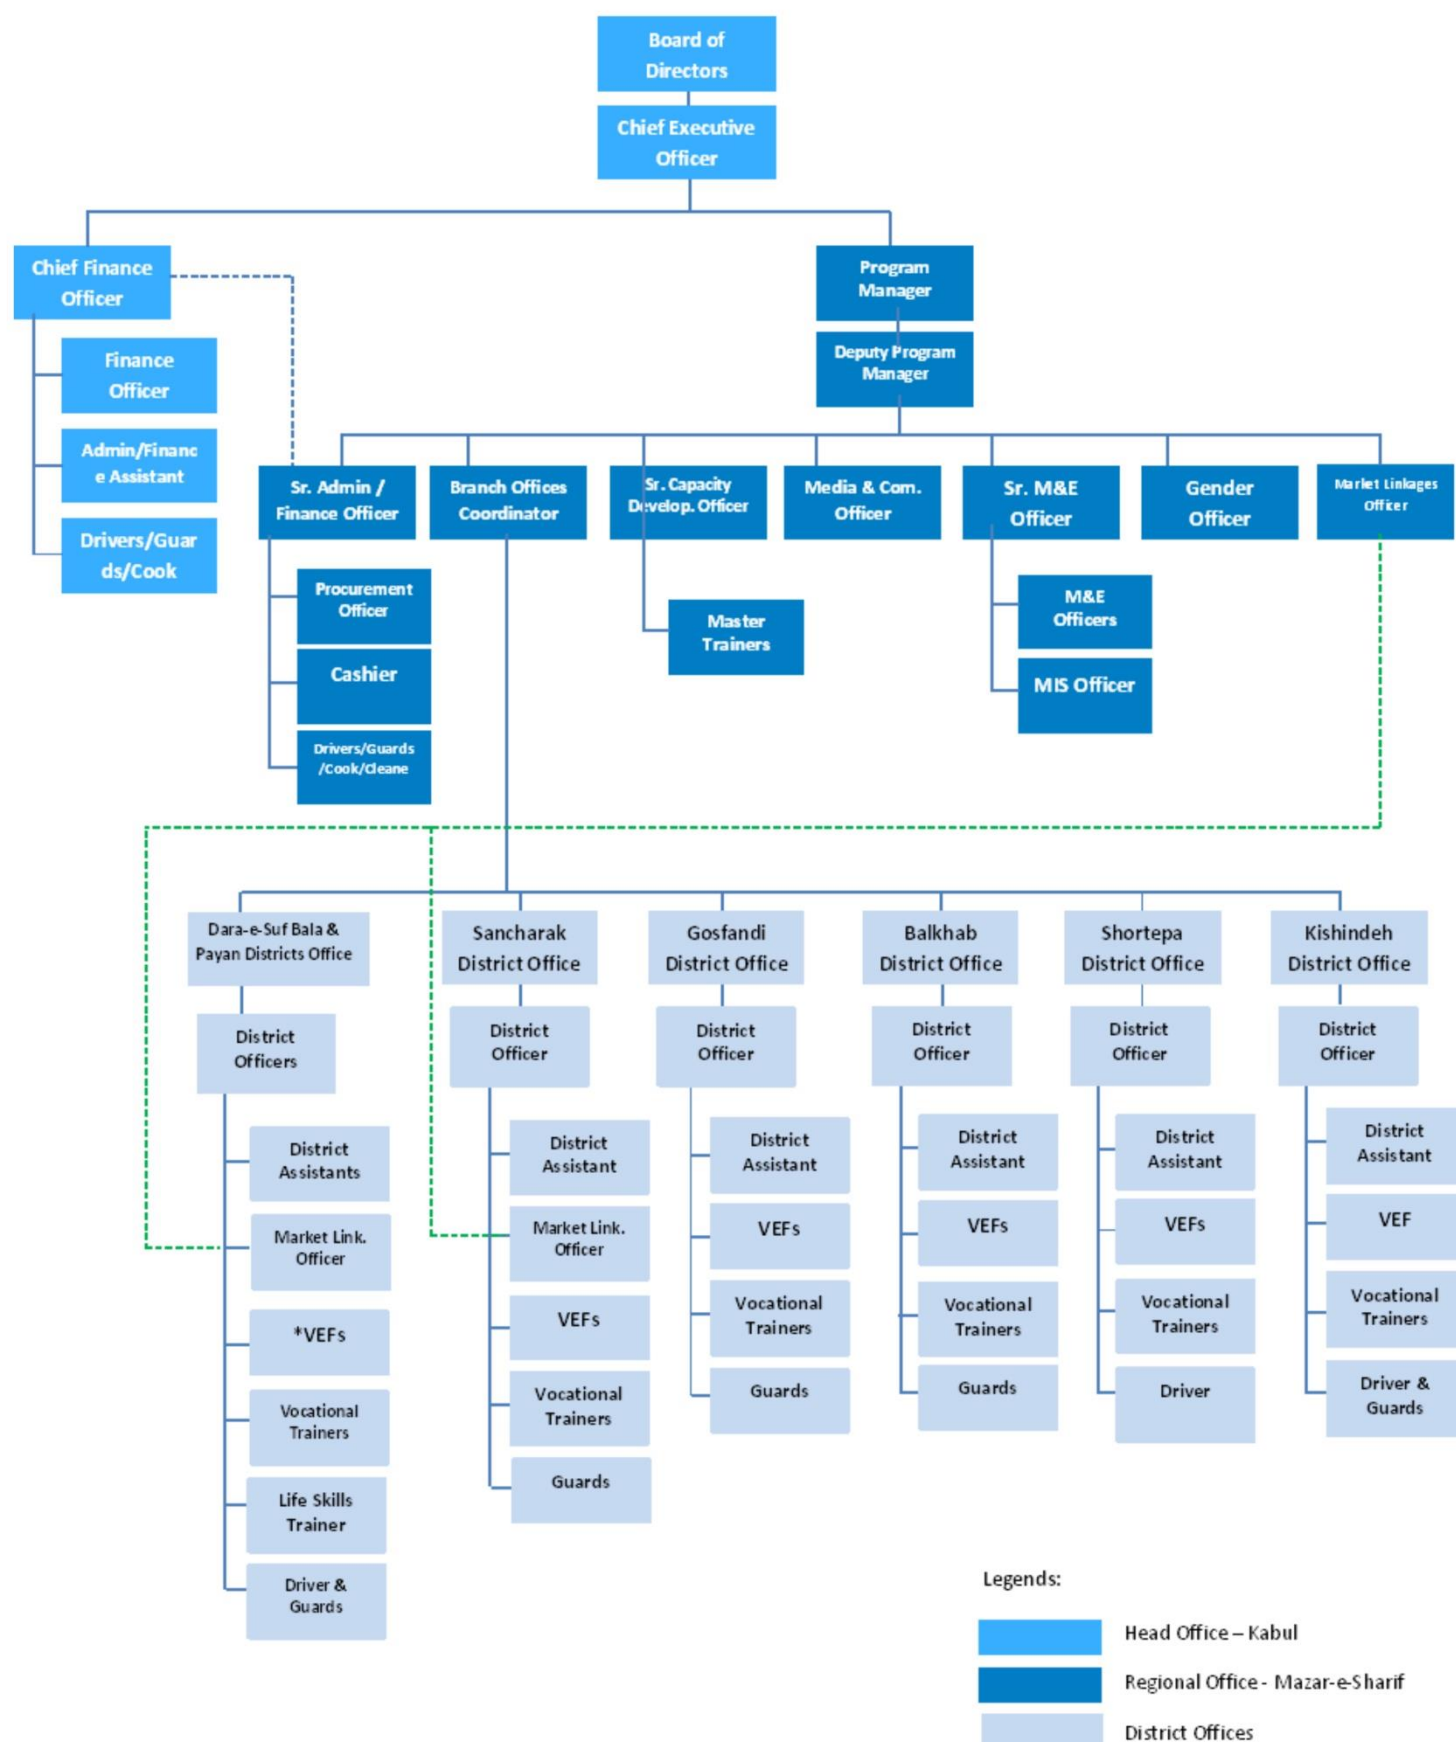 Board of
Directors
Chief Executive
Officer
Chief Finance
Officer
Program
Manager
Finance
Officer
Deputy Program
Manager
Admin/Financ
e Assistant
Drivers/Guar
ds/Cook
Sr. Admin /
Finance Officer
Branch Offices
Coordinator
Sr. Capacity
Develop. Officer
Media & Com.
Officer
Sr. M&E
Officer
Gender
Officer
Market Linkages
Officer
Procurement
Officer
Cashier
Drivers/Guards
/Cook/Cleane
Master
Trainers
M&E
Officers
MIS Officer
Dara-e-Suf Bala &
Payan Districts Office
Sancharak
District Office
Gosfandi
District Office
Balkhab
District Office
Shortepa
District Office
Kishindeh
District Office
District
Officers
District
Officer
District
Officer
District
Officer
District
Officer
District
Officer
District
Assistants
Market Link.
Officer
*VEFs
Vocational
Trainers
Life Skills
Trainer
Driver &
Guards
District
Assistant
Market Link.
Officer
VEFs
Vocational
Trainers
Guards
District
Assistant
VEFs
Vocational
Trainers
Guards
District
Assistant
VEFs
Vocational
Trainers
Guards
District
Assistant
VEFs
Vocational
Trainers
Driver
District
Assistant
VEF
Vocational
Trainers
Driver &
Guards
Legends:
Head Office – Kabul
Regional Office - Mazar-e-Sharif
District Offices